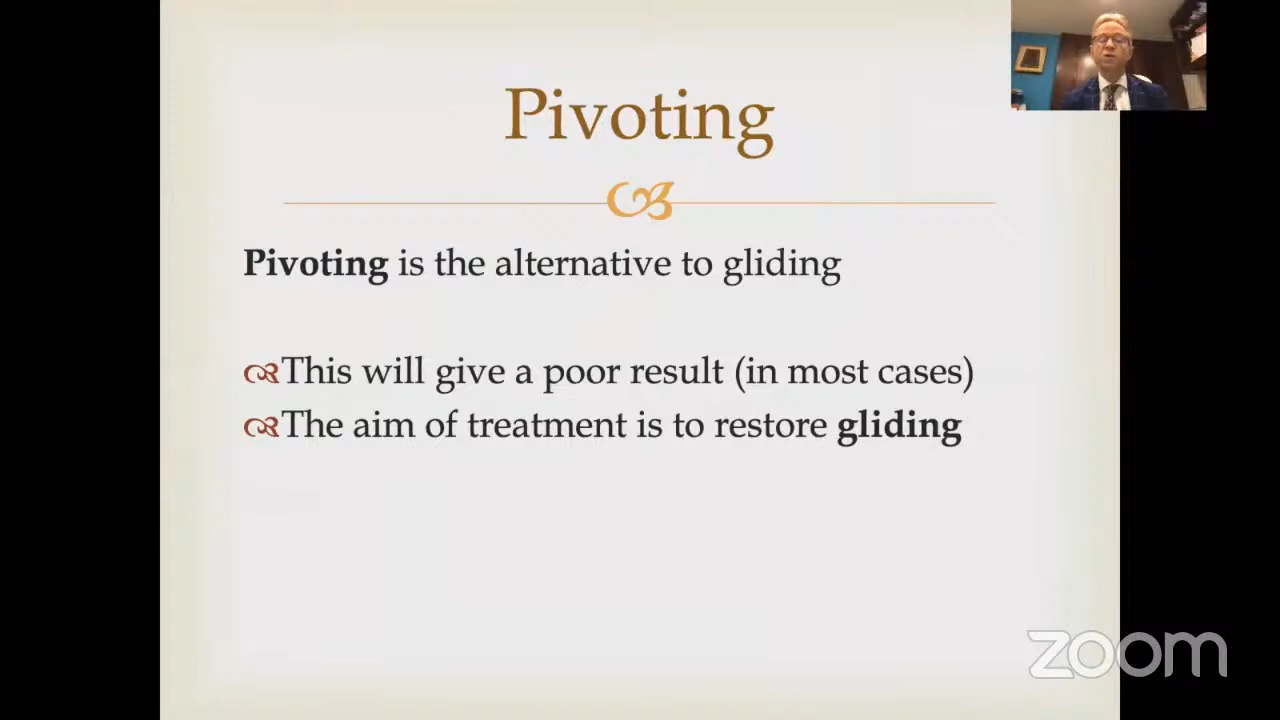 Pivoting
Pivoting is the alternative to gliding
This will give a poor result (in most cases)
The aim of treatment is to restore gliding
zoom